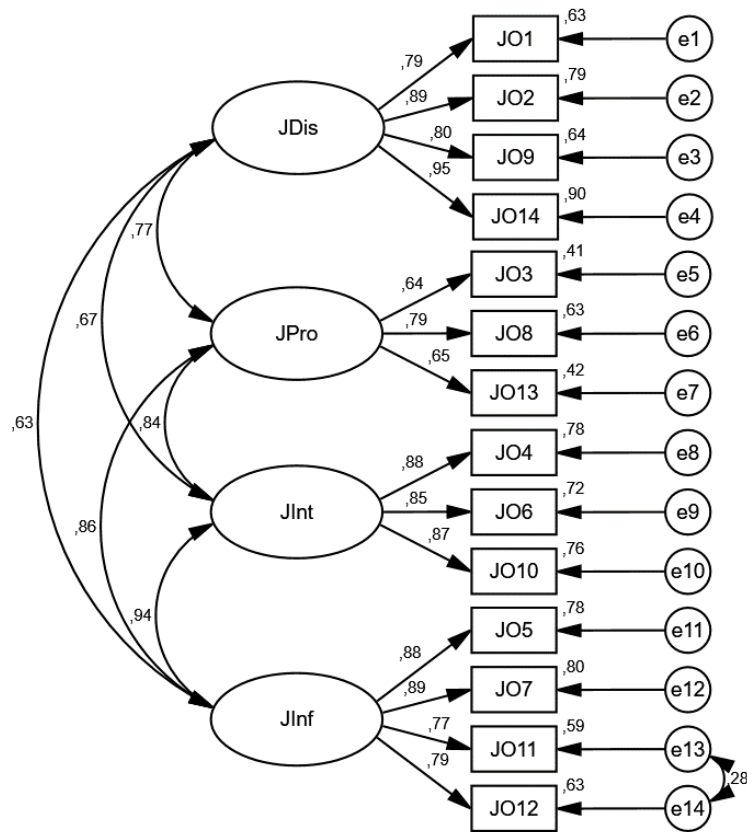 ,63
JO1
e1
,79
,79
JO2
e2
,89
JDis
,64
JO9
e3
,80
,90
JO14
e4
,95
,77
,41
JO3
e5
,64
,67
,63
JPro
JO8
e6
,79
,42
JO13
e7
,65
,63
,84
,78
JO4
e8
,88
,86
,72
JInt
JO6
e9
,85
,76
JO10
e10
,87
,94
,78
JO5
e11
,88
,80
JO7
e12
,89
JInf
,59
JO11
e13
,77
,28
,63
JO12
e14
,79